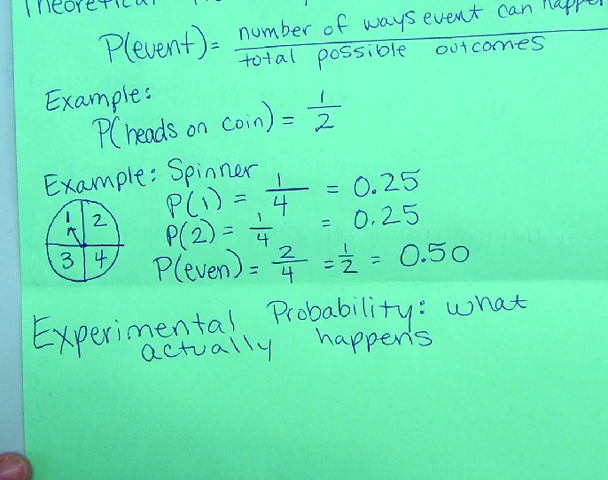 Theoretical
P(event) = number of ways event can happe
total possible outcomes
Example:
P(heads on coin) = 1/2
Example: Spinner
P(1) = 1/4 = 0.25
P(2) = 1/4 = 0.25
P(even) = 2/4 = 1/2 = 0.50
1 2
3 4
Experimental Probability: what
actually happens